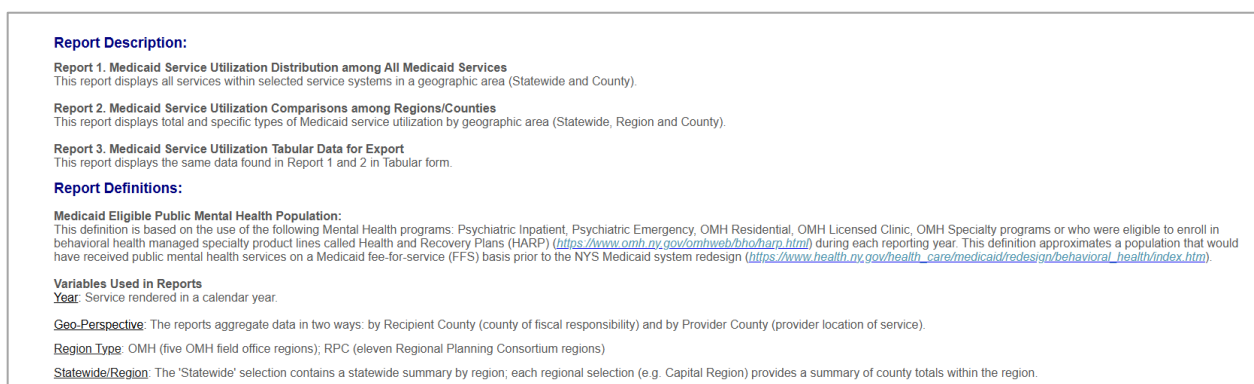 Report Description:
Report 1. Medicaid Service Utilization Distribution among All Medicaid Services
This report displays all services within selected service systems in a geographic area (Statewide and County).
Report 2. Medicaid Service Utilization Comparisons among Regions/Counties
This report displays total and specific types of Medicaid service utilization by geographic area (Statewide, Region and County).
Report 3. Medicaid Service Utilization Tabular Data for Export
This report displays the same data found in Report 1 and 2 in Tabular form.
Report Definitions:
Medicaid Eligible Public Mental Health Population:
This definition is based on the use of the following Mental Health programs: Psychiatric Inpatient, Psychiatric Emergency, OMH Residential, OMH Licensed Clinic, OMH Specialty programs or who were eligible to enroll in
behavioral health managed specialty product lines called Health and Recovery Plans (HARP) (https://www.omh.ny.gov/omhweb/bho/harp.html) during each reporting year. This definition approximates a population that would
have received public mental health services on a Medicaid fee-for-service (FFS) basis prior to the NYS Medicaid system redesign (https://www.health.ny.gov/health_care/medicaid/redesign/behavioral_health/index.htm).
Variables Used in Reports
Year: Service rendered in a calendar year.
Geo-Perspective: The reports aggregate data in two ways: by Recipient County (county of fiscal responsibility) and by Provider County (provider location of service).
Region Type: OMH (five OMH field office regions); RPC (eleven Regional Planning Consortium regions)
Statewide/Region: The 'Statewide' selection contains a statewide summary by region; each regional selection (e.g. Capital Region) provides a summary of county totals within the region.